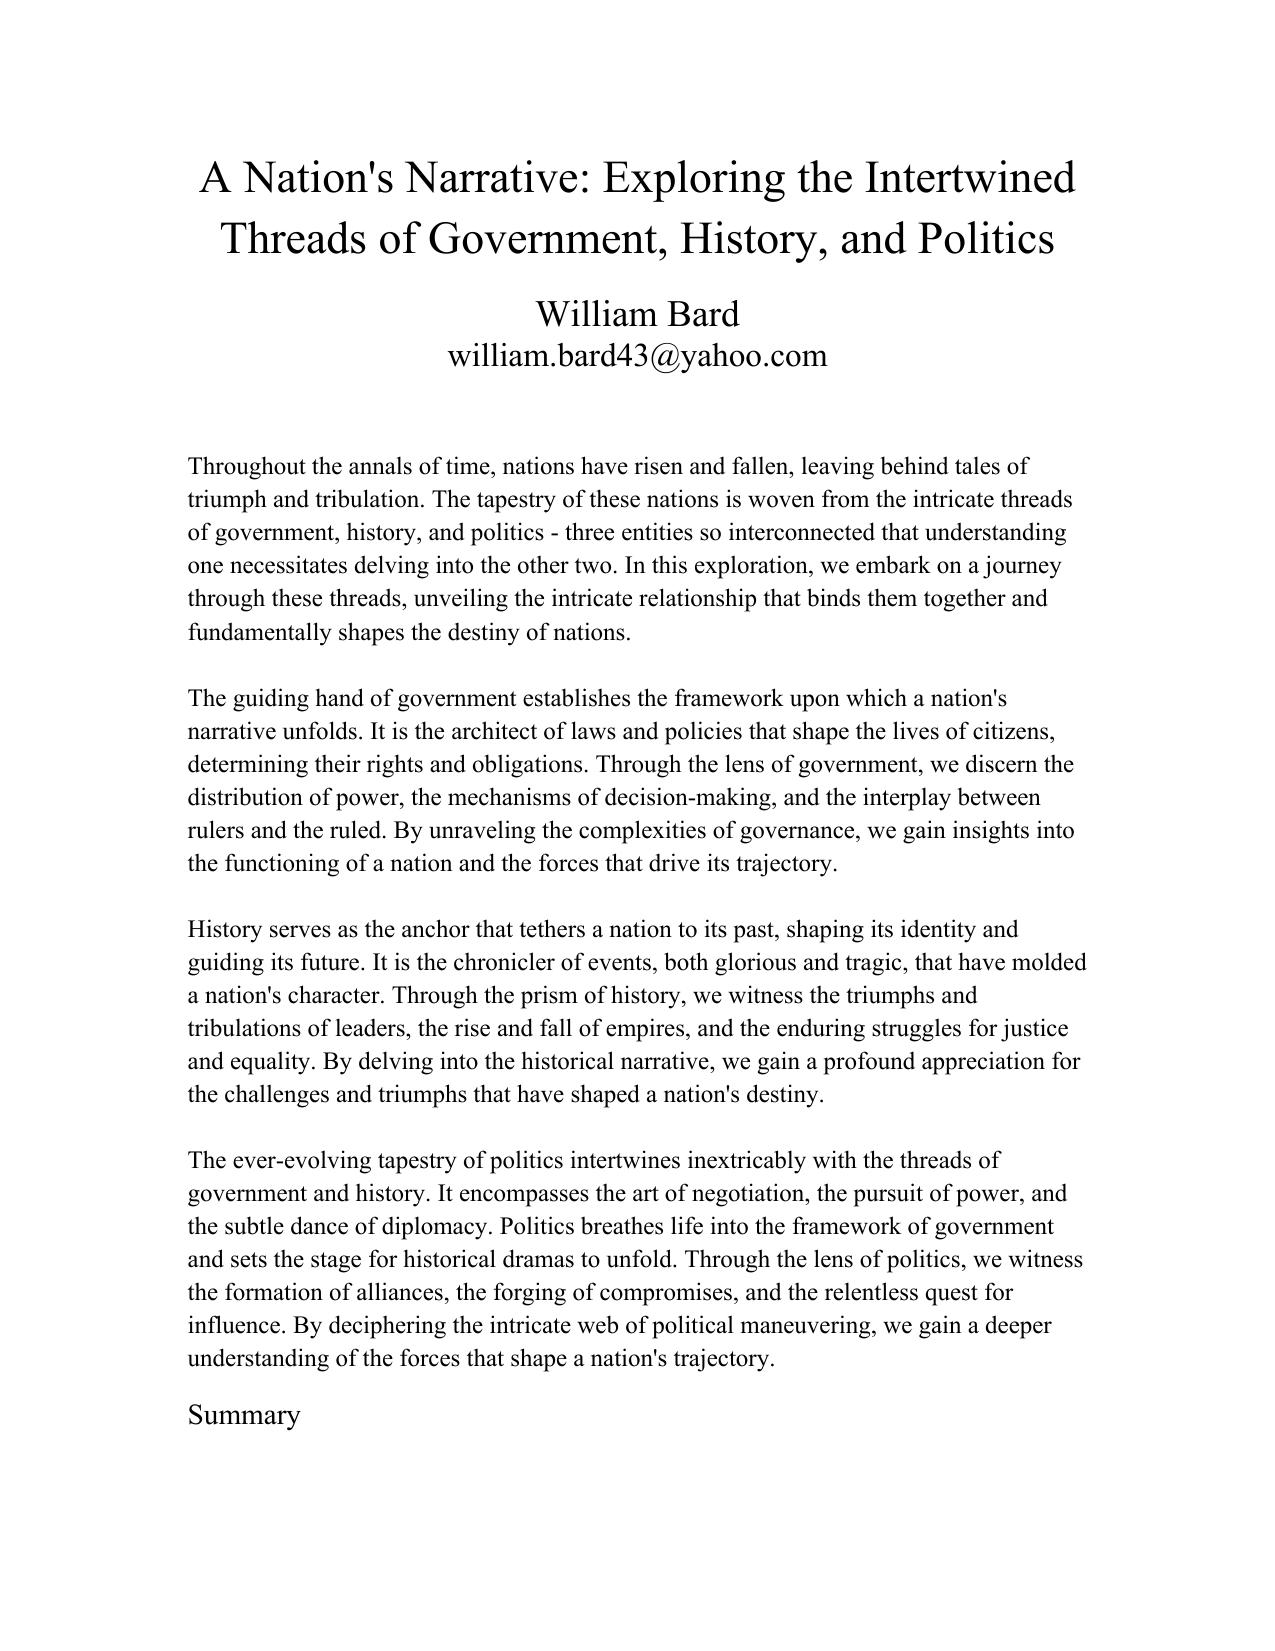 A Nation's Narrative: Exploring the Intertwined
Threads of Government, History, and Politics
William Bard
william.bard43@yahoo.com
Throughout the annals of time, nations have risen and fallen, leaving behind tales of
triumph and tribulation. The tapestry of these nations is woven from the intricate threads
of government, history, and politics - three entities so interconnected that understanding
one necessitates delving into the other two. In this exploration, we embark on a journey
through these threads, unveiling the intricate relationship that binds them together and
fundamentally shapes the destiny of nations.
The guiding hand of government establishes the framework upon which a nation's
narrative unfolds. It is the architect of laws and policies that shape the lives of citizens,
determining their rights and obligations. Through the lens of government, we discern the
distribution of power, the mechanisms of decision-making, and the interplay between
rulers and the ruled. By unraveling the complexities of governance, we gain insights into
the functioning of a nation and the forces that drive its trajectory.
History serves as the anchor that tethers a nation to its past, shaping its identity and
guiding its future. It is the chronicler of events, both glorious and tragic, that have molded
a nation's character. Through the prism of history, we witness the triumphs and
tribulations of leaders, the rise and fall of empires, and the enduring struggles for justice
and equality. By delving into the historical narrative, we gain a profound appreciation for
the challenges and triumphs that have shaped a nation's destiny.
The ever-evolving tapestry of politics intertwines inextricably with the threads of
government and history. It encompasses the art of negotiation, the pursuit of power, and
the subtle dance of diplomacy. Politics breathes life into the framework of government
and sets the stage for historical dramas to unfold. Through the lens of politics, we witness
the formation of alliances, the forging of compromises, and the relentless quest for
influence. By deciphering the intricate web of political maneuvering, we gain a deeper
understanding of the forces that shape a nation's trajectory.
Summary